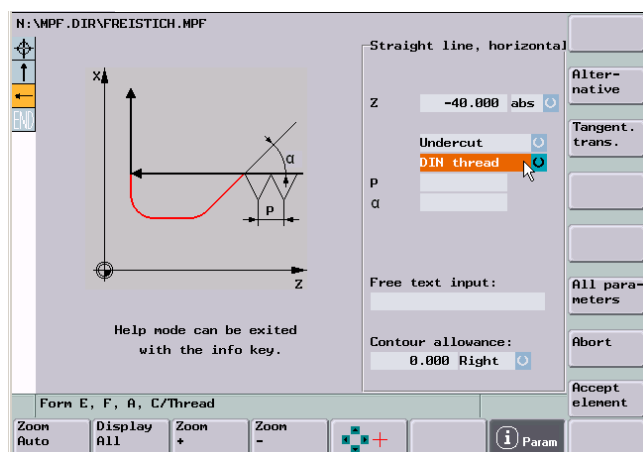 N:\MPF.DIR\FREISTICH.MPF
END
X
α
P
Z
Help mode can be exited
with the info key.
Straight line, horizontal
Z -40.000 abs
Undercut
DIN thread
P
α
Free text input:
Contour allowance:
0.000 Right
Alter-
native
Tangent.
trans.
All para-
meters
Abort
Accept
element
Form E, F, A, C/Thread
Zoom
Auto
Display
All
Zoom
+
Zoom
-
i Param